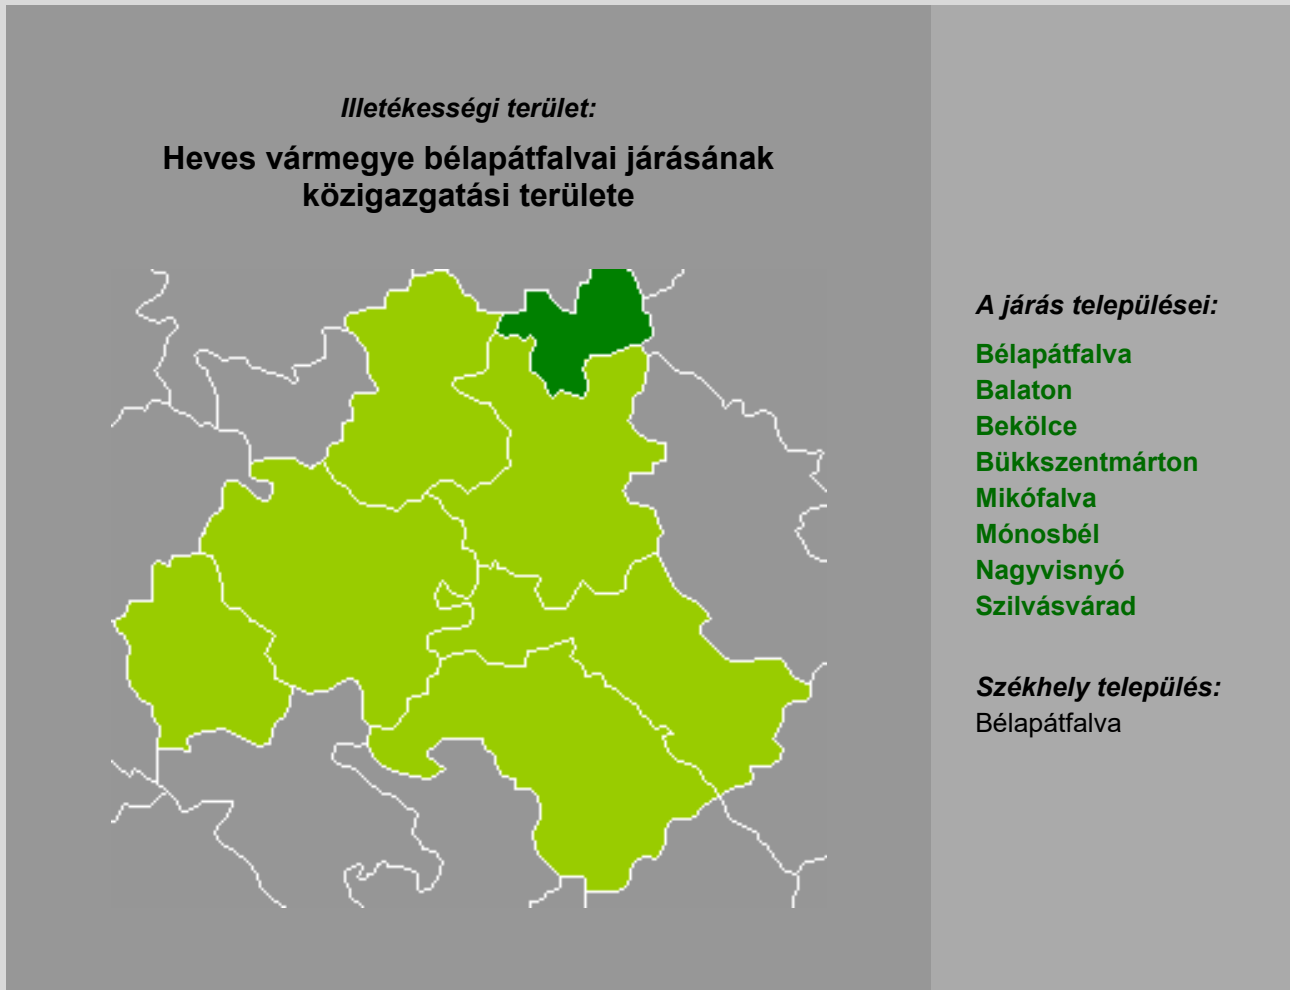 Illetékességi terület:
Heves vármegye bélapátfalvai járásának
közigazgatási területe
A járás települései:
Bélapátfalva
Balaton
Bekölce
Bükkszentmárton
Mikófalva
Mónosbél
Nagyvisnyó
Szilvásvárad
Székhely település:
Bélapátfalva